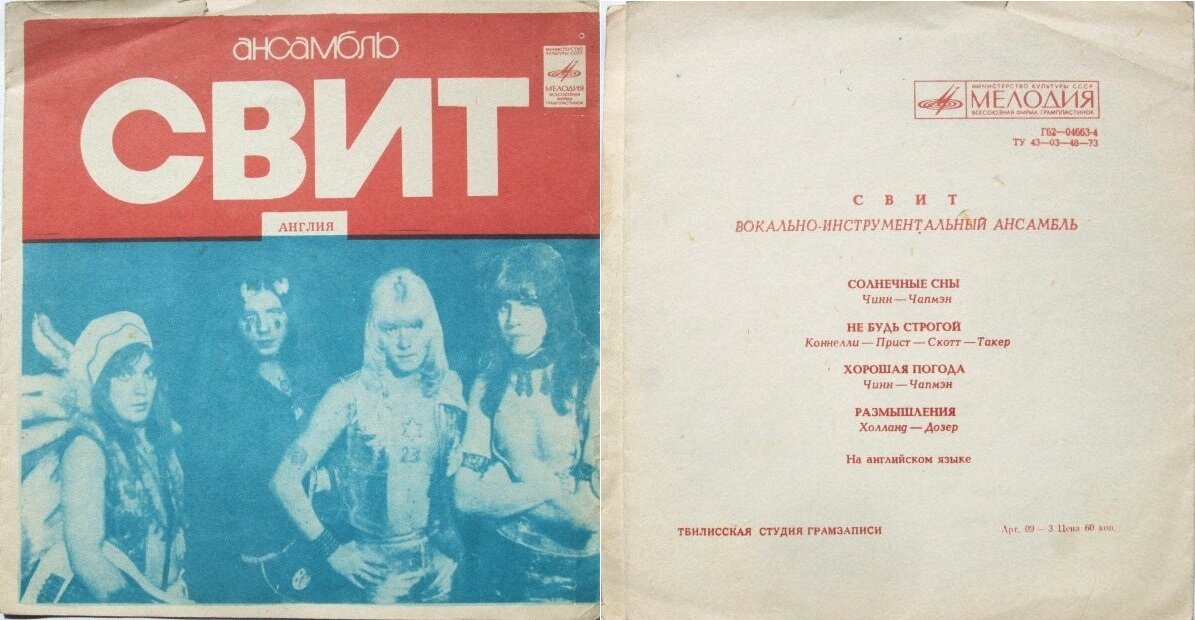 ансамбль
СВИТ
АНГЛИЯ
МИНИСТЕРСТВО
КУЛЬТУРЫ СССР
МЕЛОДИЯ
ВСЕСОЮЗНАЯ
ФИРМА
ГРАМПЛАСТИНОК
23
МИНИСТЕРСТВО КУЛЬТУРЫ СССР
МЕЛОДИЯ
ВСЕСОЮЗНАЯ ФИРМА ГРАМПЛАСТИНОК
Г62—04663-4
ТУ 43—03—48—73
СВИТ
ВОКАЛЬНО-ИНСТРУМЕНТАЛЬНЫЙ АНСАМБЛЬ
СОЛНЕЧНЫЕ СНЫ
Чинн — Чапмэн
НЕ БУДЬ СТРОГОЙ
Коннелли — Прист — Скотт — Такер
ХОРОШАЯ ПОГОДА
Чинн — Чапмэн
РАЗМЫШЛЕНИЯ
Холланд — Дозер
На английском языке
ТБИЛИССКАЯ СТУДИЯ ГРАМЗАПИСИ
Арт. 09 — 3 Цена 60 коп.